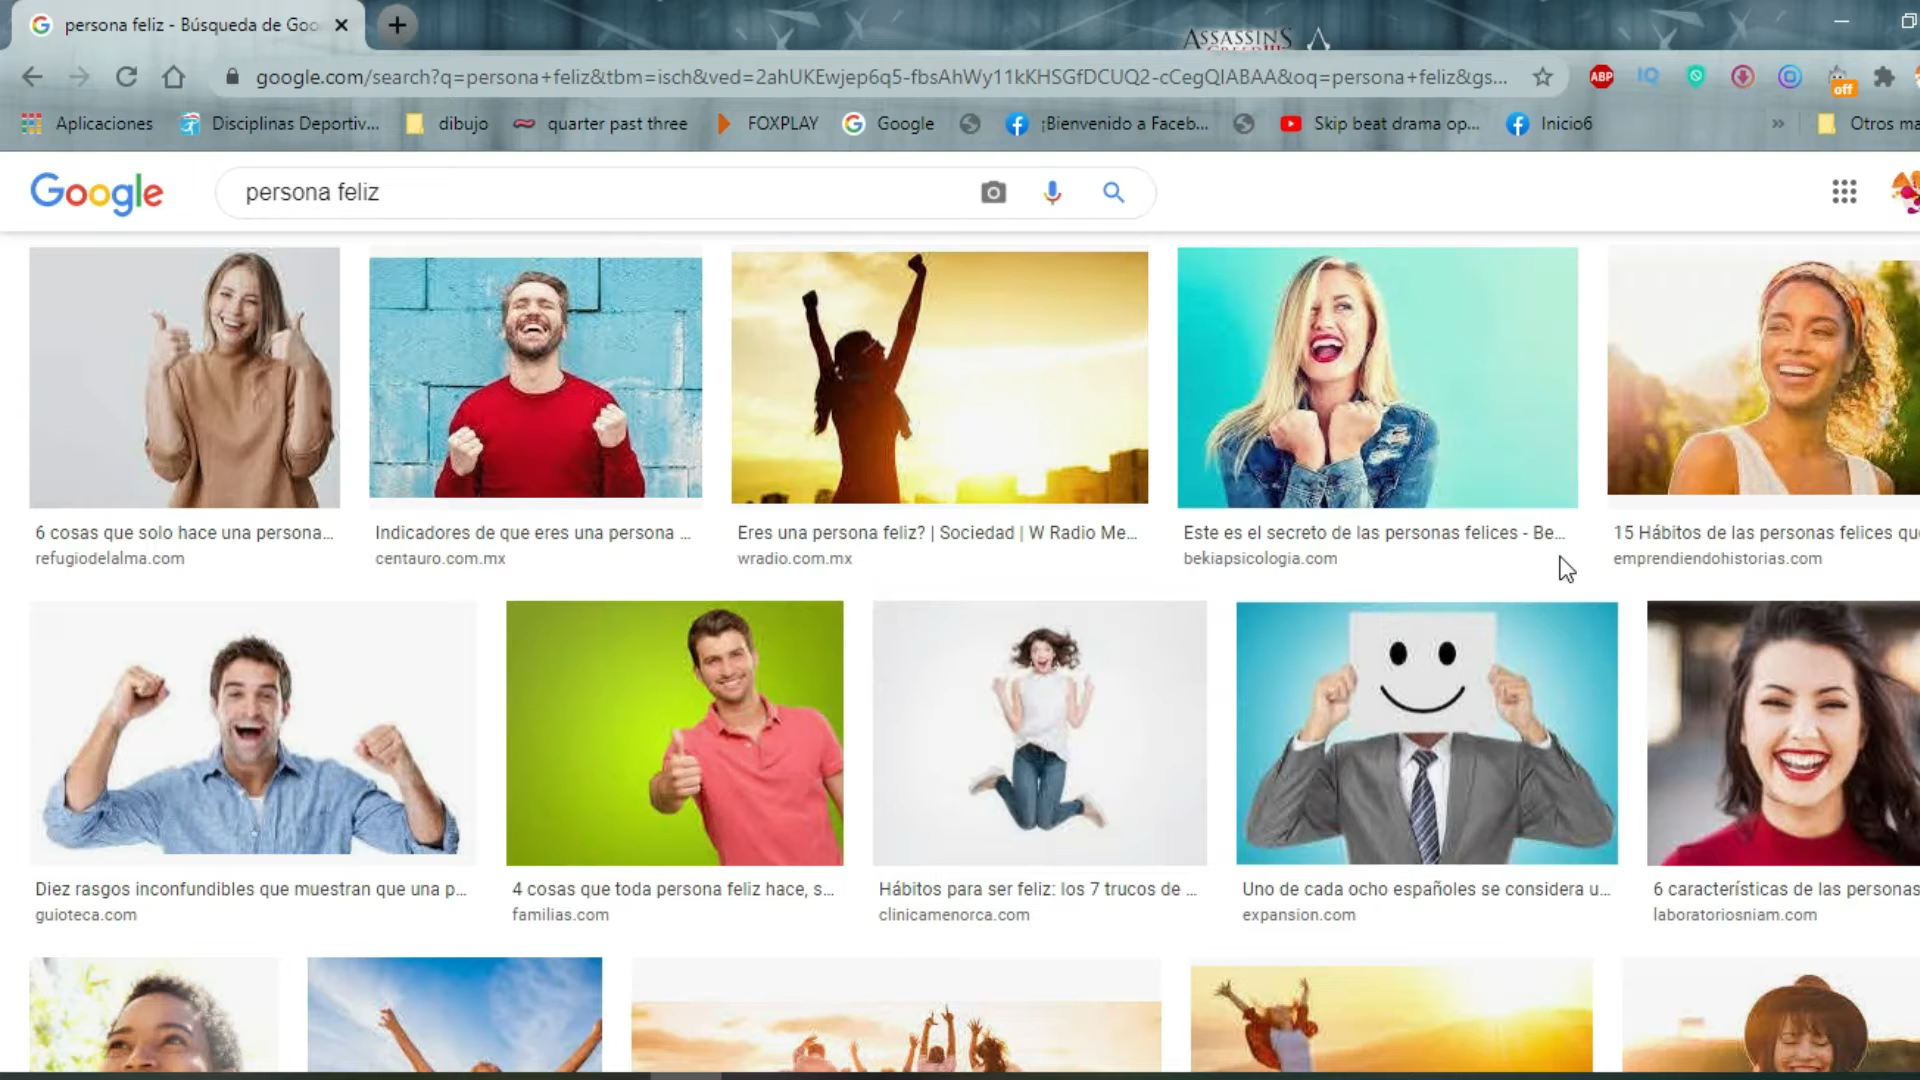 persona feliz - Búsqueda de Goo
ASSASSINS
CREED III
google.com/search?q=persona+feliz&tbm=isch&ved=2ahUKEwjep6q5-fbsAhWy11kKHSGfDCUQ2-cCegQIABAA&oq=persona+feliz&gs...
ABP
off
Aplicaciones
Disciplinas Deportiv...
dibujo
quarter past three
FOXPLAY
Google
¡Bienvenido a Faceb...
Skip beat drama op...
Inicio6
»
Otros ma
Google
persona feliz
6 cosas que solo hace una persona...
refugiodelalma.com
Indicadores de que eres una persona ...
centauro.com.mx
Eres una persona feliz? | Sociedad | W Radio Me...
wradio.com.mx
Este es el secreto de las personas felices - Be...
bekiapsicologia.com
15 Hábitos de las personas felices qu
emprendiendohistorias.com
Diez rasgos inconfundibles que muestran que una p...
guioteca.com
4 cosas que toda persona feliz hace, s...
familias.com
Hábitos para ser feliz: los 7 trucos de ...
clinicamenorca.com
Uno de cada ocho españoles se considera u...
expansion.com
6 características de las personas
laboratoriosniam.com